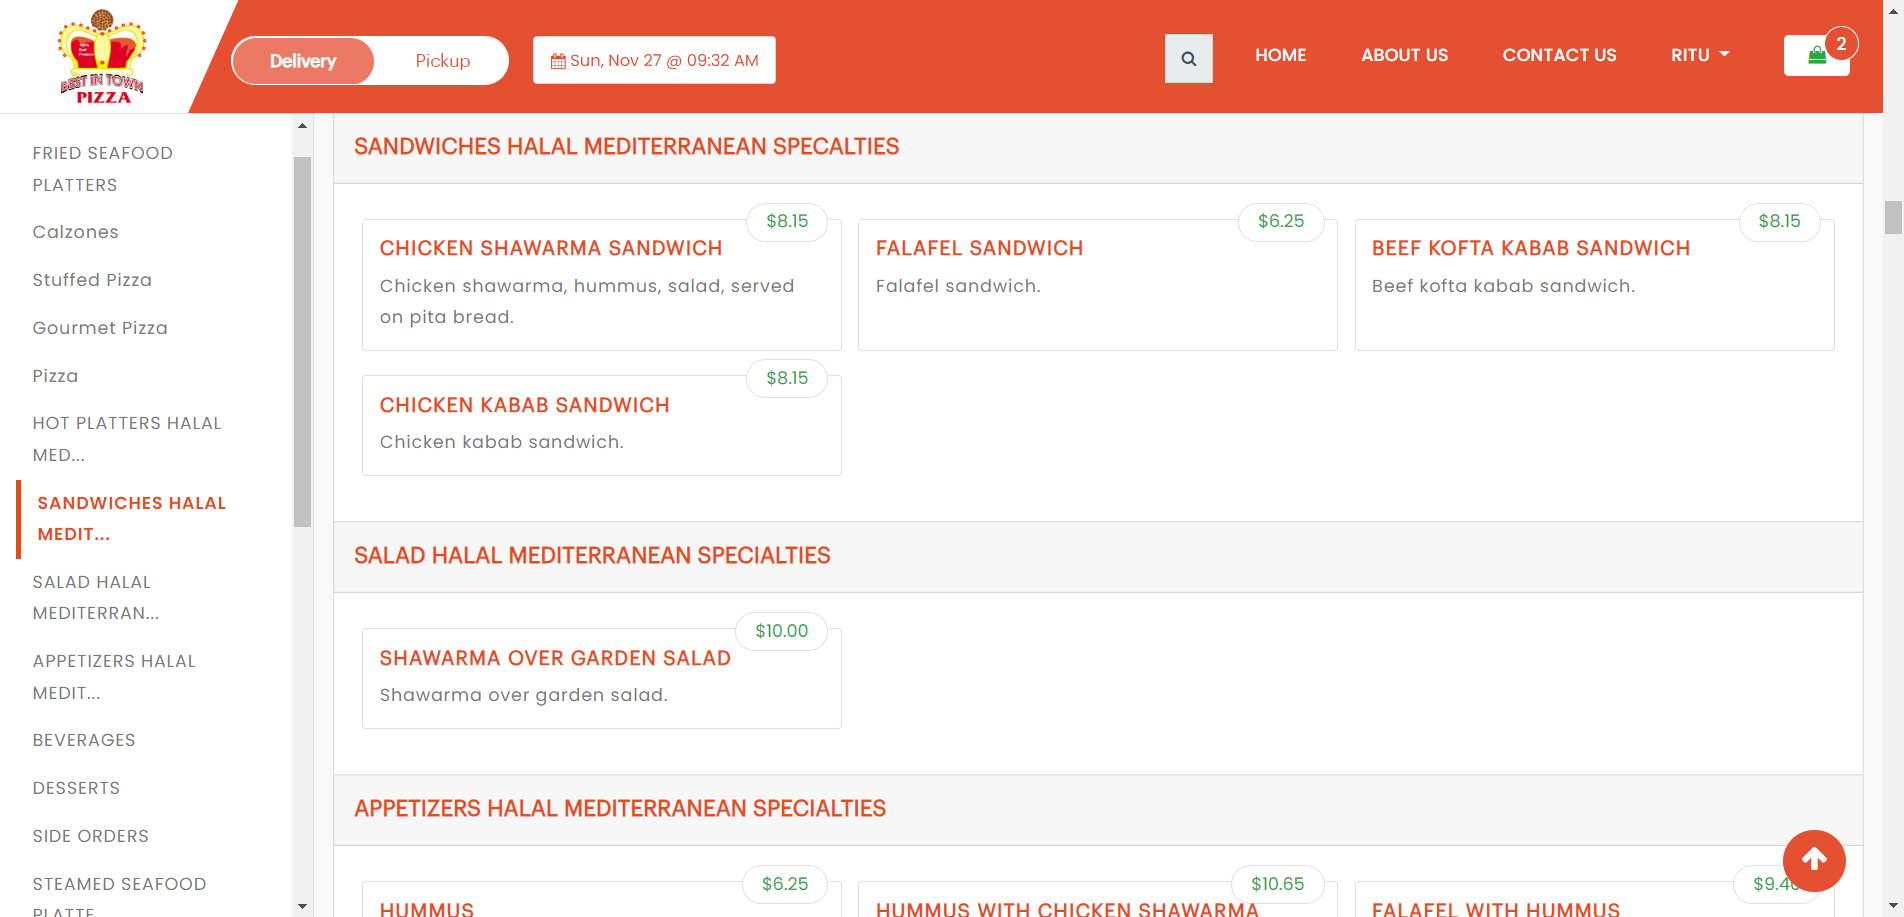 BEST IN TOWN
PIZZA
Delivery
Pickup
Sun, Nov 27 @ 09:32 AM
HOME
ABOUT US
CONTACT US
RITU
2
FRIED SEAFOOD
PLATTERS
Calzones
Stuffed Pizza
Gourmet Pizza
Pizza
HOT PLATTERS HALAL
MED...
SANDWICHES HALAL
MEDIT...
SALAD HALAL
MEDITERRAN...
APPETIZERS HALAL
MEDIT...
BEVERAGES
DESSERTS
SIDE ORDERS
STEAMED SEAFOOD
PLATTE
SANDWICHES HALAL MEDITERRANEAN SPECALTIES
$8.15
CHICKEN SHAWARMA SANDWICH
Chicken shawarma, hummus, salad, served
on pita bread.
$6.25
FALAFEL SANDWICH
Falafel sandwich.
$8.15
BEEF KOFTA KABAB SANDWICH
Beef kofta kabab sandwich.
$8.15
CHICKEN KABAB SANDWICH
Chicken kabab sandwich.
SALAD HALAL MEDITERRANEAN SPECIALTIES
$10.00
SHAWARMA OVER GARDEN SALAD
Shawarma over garden salad.
APPETIZERS HALAL MEDITERRANEAN SPECIALTIES
$6.25
HUMMUS
$10.65
HUMMUS WITH CHICKEN SHAWARMA
$9.40
FALAFEL WITH HUMMUS